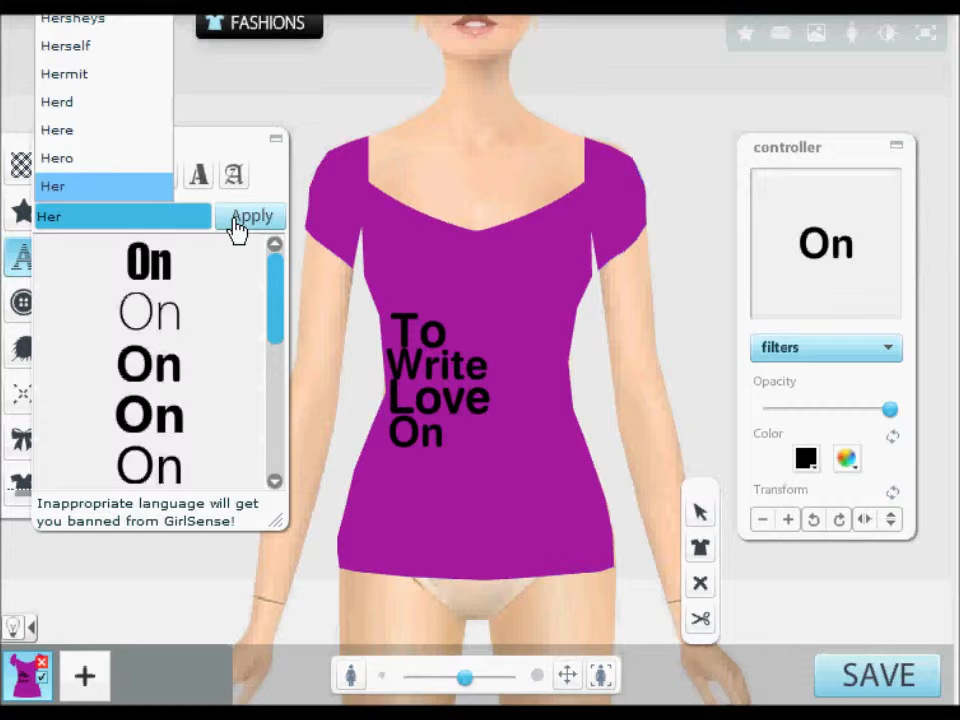 Hersheys
Herself
Hermit
Herd
Here
Hero
Her
Her
Apply
A
A
On
On
On
On
On
Inappropriate language will get
you banned from GirlSense!
FASHIONS
To
Write
Love
On
controller
On
filters
Opacity
Color
Transform
SAVE